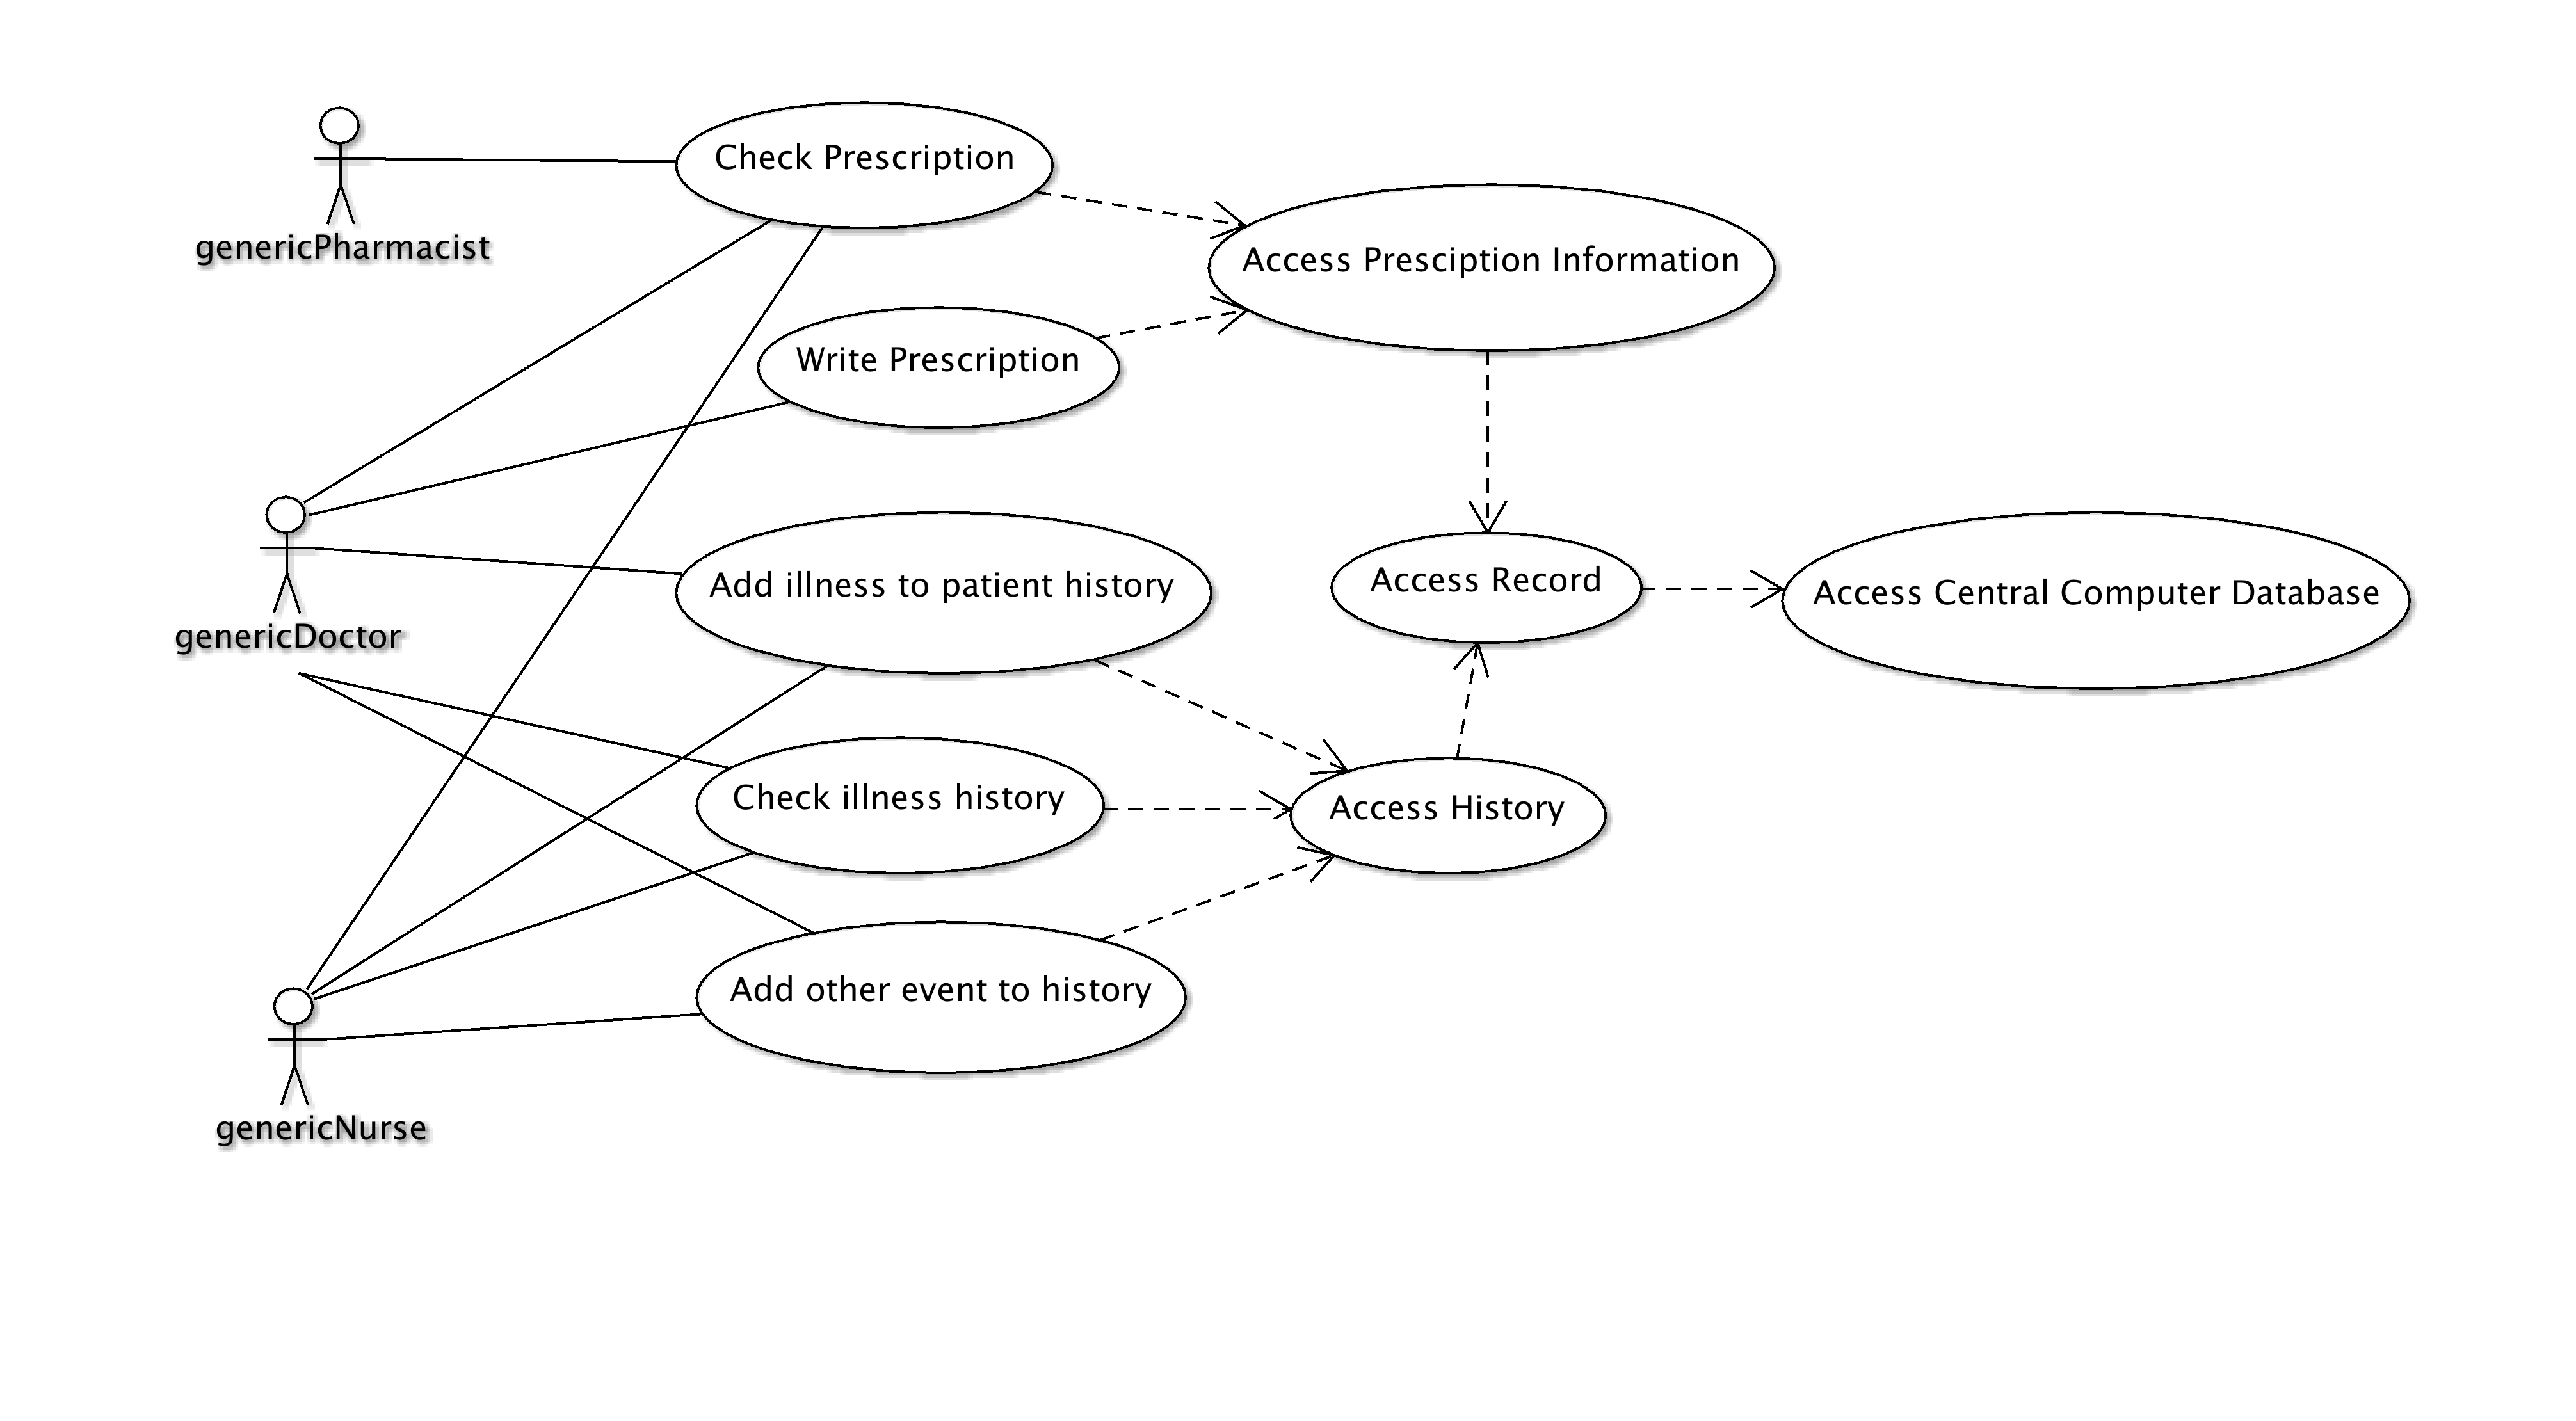 Check Prescription
genericPharmacist
Access Presciption Information
Write Prescription
Add illness to patient history
Access Record
Access Central Computer Database
genericDoctor
Check illness history
Access History
Add other event to history
genericNurse